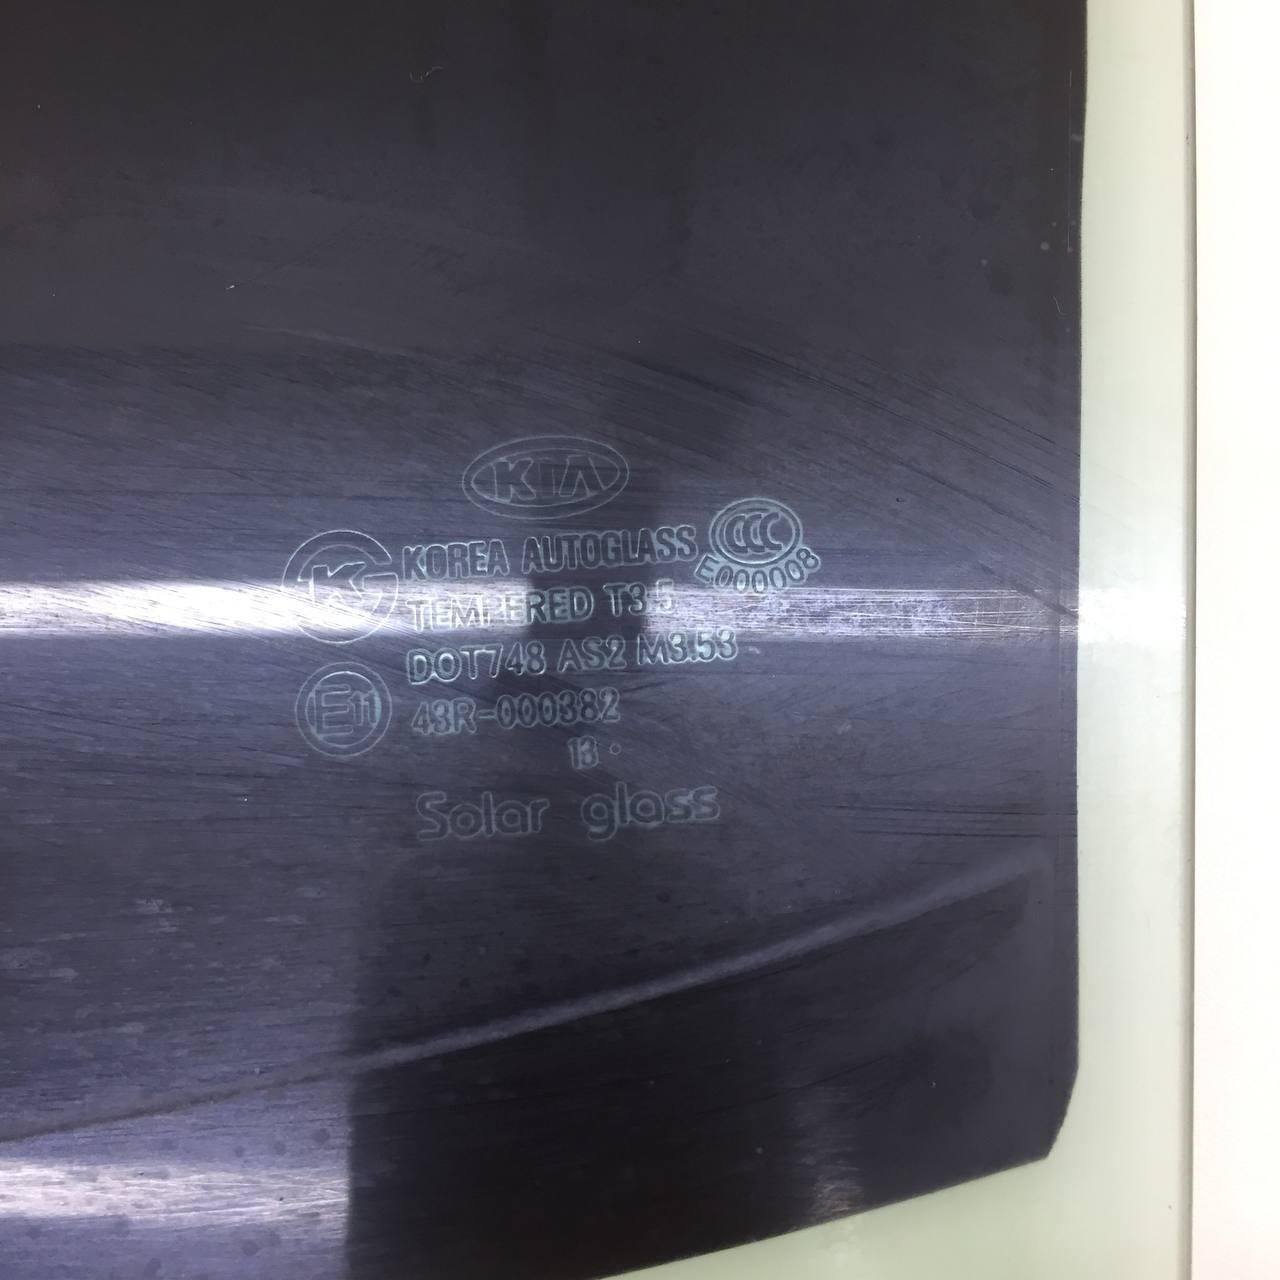 KIA
KOREA AUTOGLASS
CCC
E000008
TEMPERED T3.5
DOT748 AS2 M3.53
E11
43R-000382
13 •
Solar glass